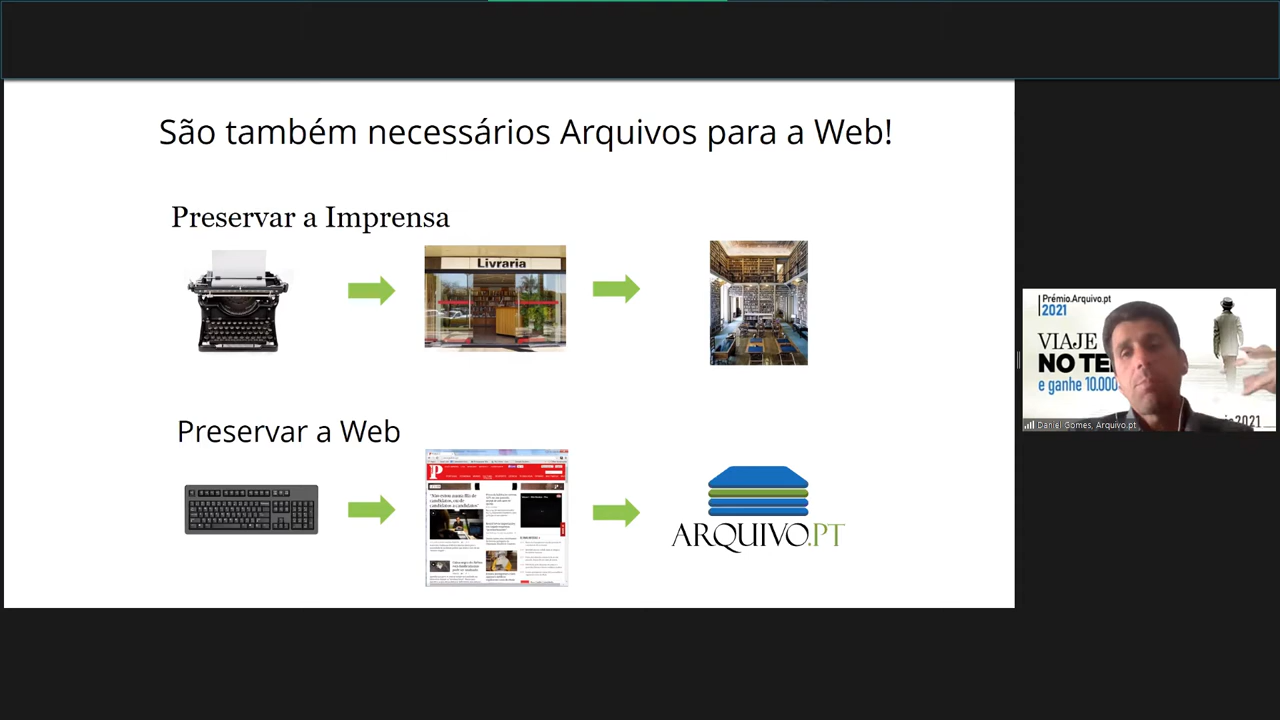 São também necessários Arquivos para a Web!
Preservar a Imprensa
Livraria
Preservar a Web
P
ARQUIVO.PT
Prémio.Arquivo.pt
2021
VIAJE
NO TE
e ganhe 10.000
2021
Daniel Gomes, Arquivo.pt